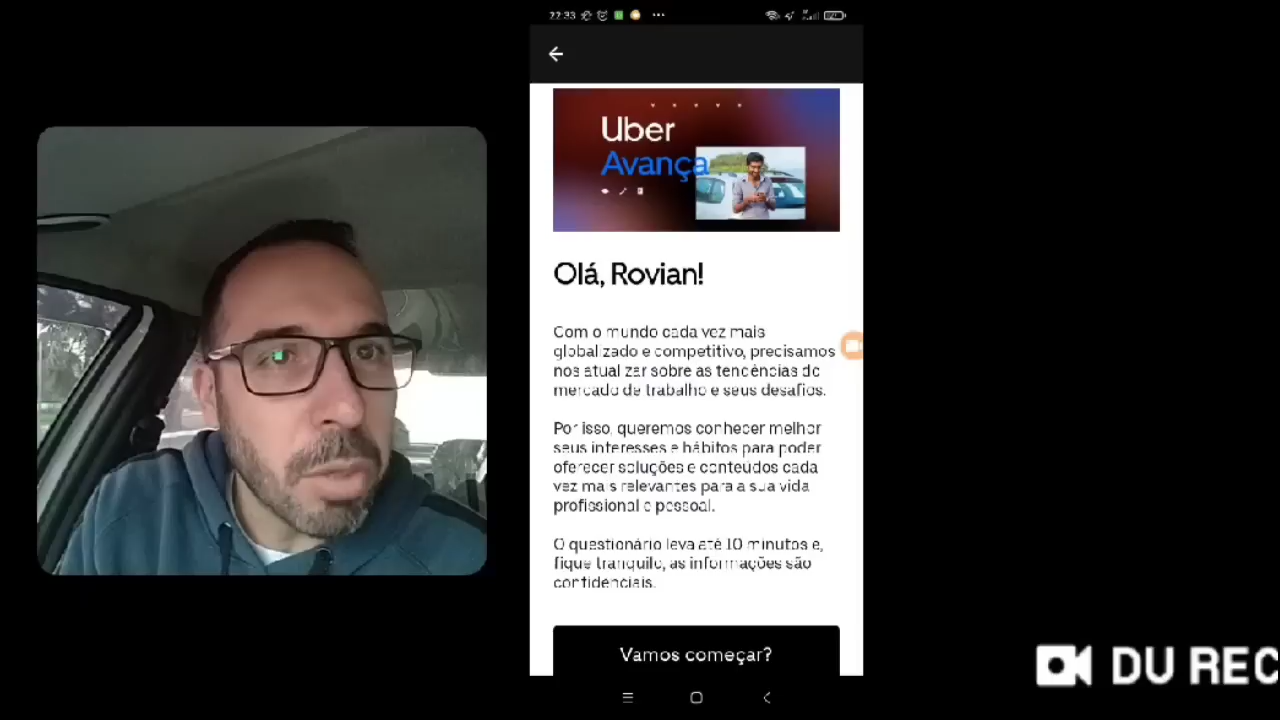 22:33
Uber
Avança
Olá, Rovian!
Com o mundo cada vez mais
globalizado e competitivo, precisamos
nos atualizar sobre as tendências do
mercado de trabalho e seus desafios.
Por isso, queremos conhecer melhor
seus interesses e hábitos para poder
oferecer soluções e conteúdos cada
vez mais relevantes para a sua vida
profissional e pessoal.
O questionário leva até 10 minutos e,
fique tranquilo, as informações são
confidenciais.
Vamos começar?
DU REC